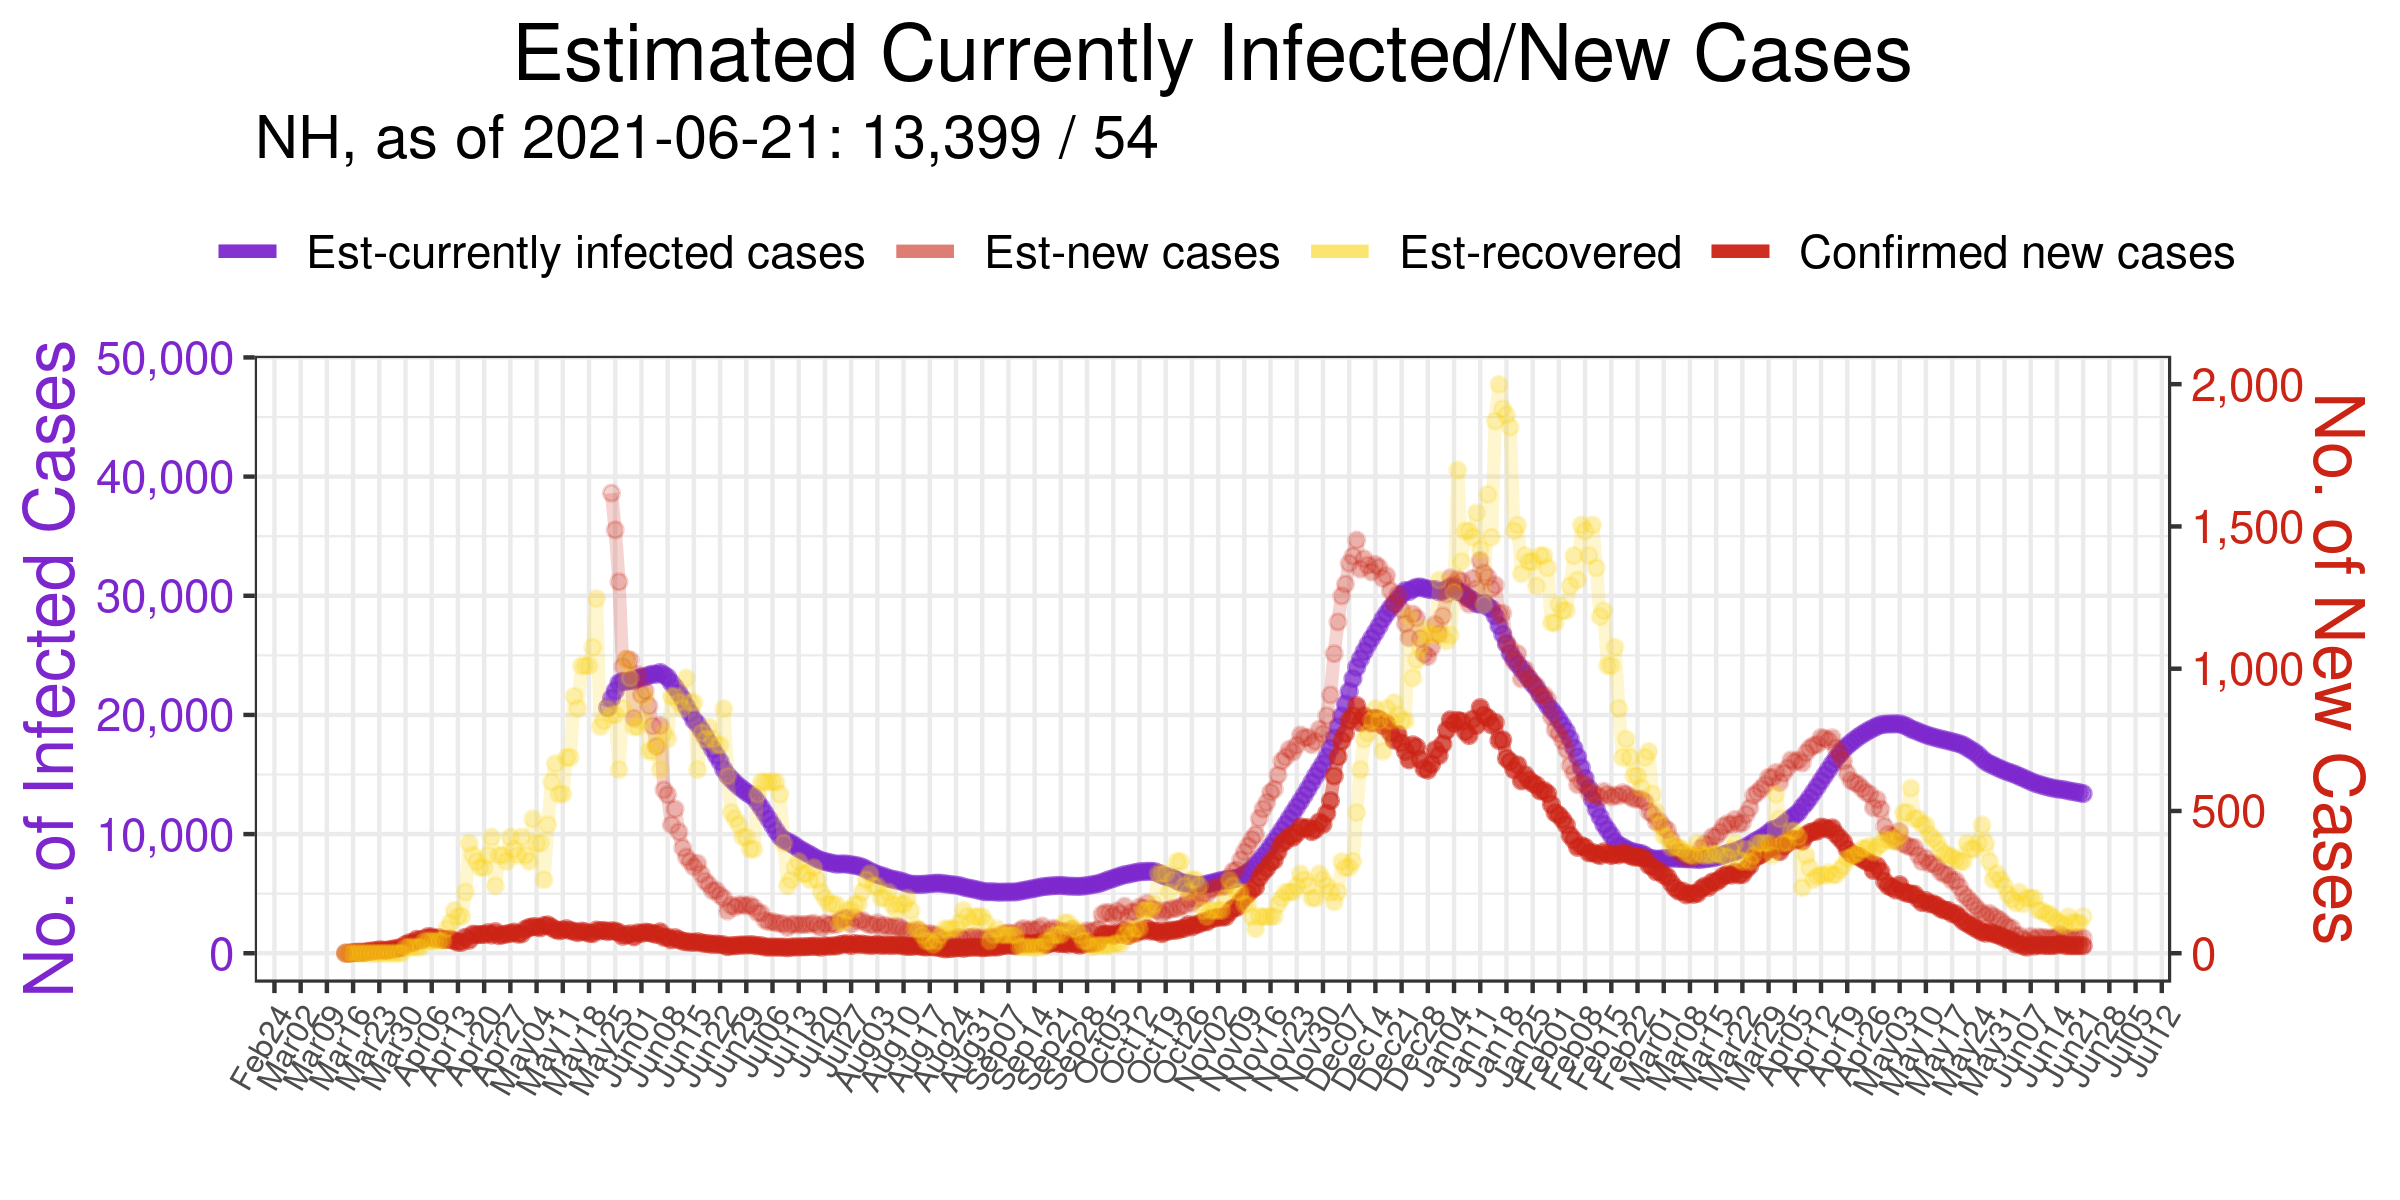 Estimated Currently Infected/New Cases
NH, as of 2021-06-21: 13,399 / 54
Est-currently infected cases
Est-new cases
Est-recovered
Confirmed new cases
No. of Infected Cases
50,000
40,000
30,000
20,000
10,000
0
2,000
1,500
1,000
500
0
No. of New Cases
Feb24
Mar02
Mar09
Mar16
Mar23
Mar30
Apr06
Apr13
Apr20
Apr27
May04
May11
May18
May25
Jun01
Jun08
Jun15
Jun22
Jun29
Jul06
Jul13
Jul20
Jul27
Aug03
Aug10
Aug17
Aug24
Aug31
Sep07
Sep14
Sep21
Sep28
Oct05
Oct12
Oct19
Oct26
Nov02
Nov09
Nov16
Nov23
Nov30
Dec07
Dec14
Dec21
Dec28
Jan04
Jan11
Jan18
Jan25
Feb01
Feb08
Feb15
Feb22
Mar01
Mar08
Mar15
Mar22
Mar29
Apr05
Apr12
Apr19
Apr26
May03
May10
May17
May24
May31
Jun07
Jun14
Jun21
Jun28
Jul05
Jul12